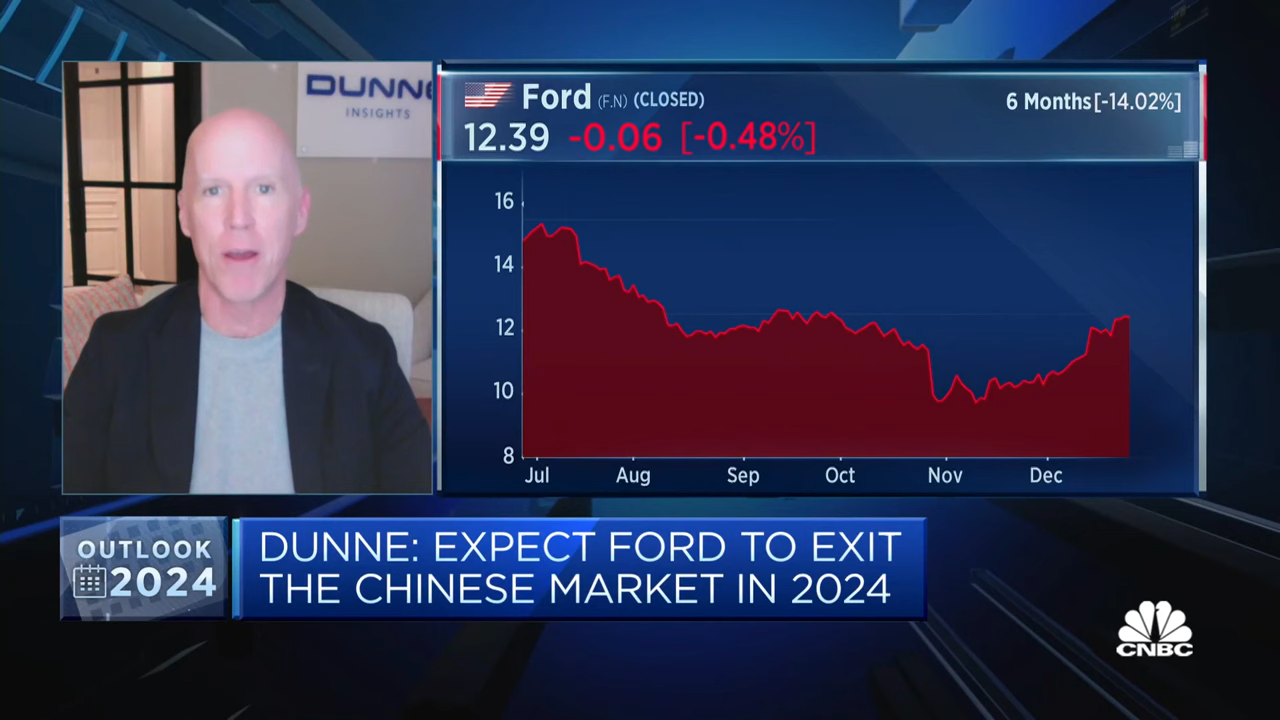 DUNNE
INSIGHTS
Ford (F.N) (CLOSED)
6 Months[-14.02%]
12.39 -0.06 [-0.48%]
16
14
12
10
8
Jul Aug Sep Oct Nov Dec
OUTLOOK
2024
DUNNE: EXPECT FORD TO EXIT
THE CHINESE MARKET IN 2024
CNBC